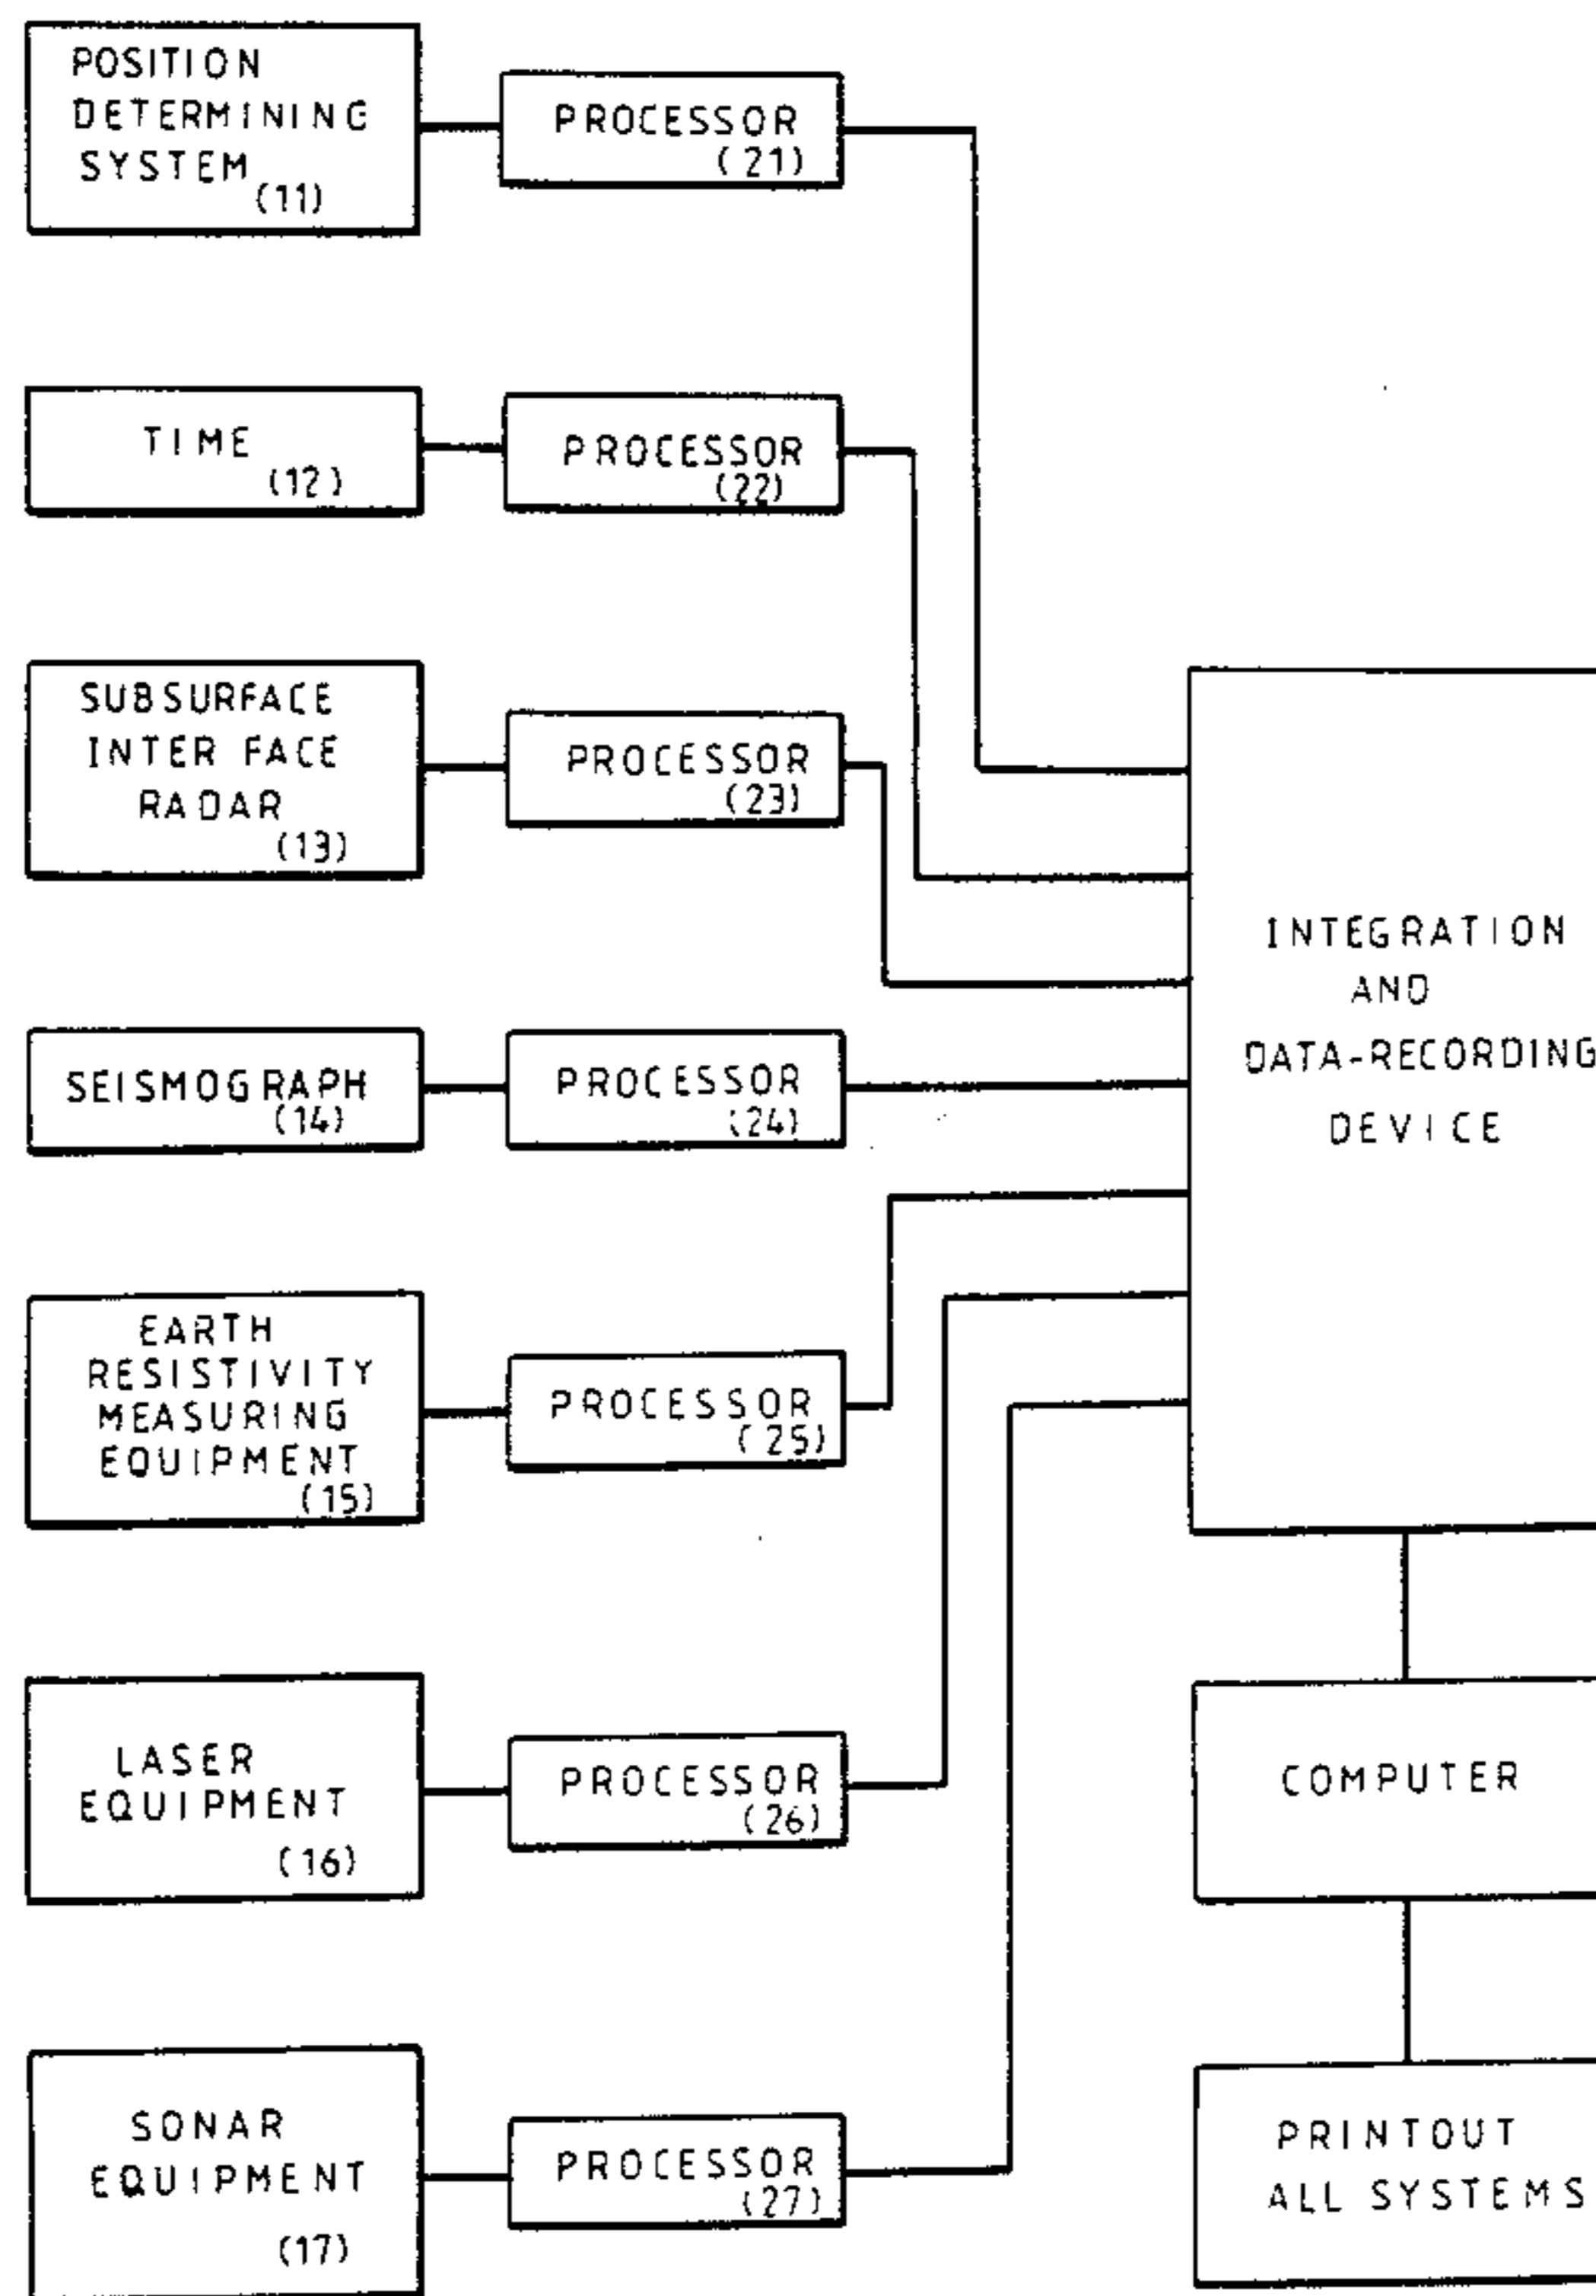 POSITION
DETERMINING
SYSTEM
(11)
PROCESSOR
(21)
TIME
(12)
PROCESSOR
(22)
SUBSURFACE
INTER FACE
RADAR
(13)
PROCESSOR
(23)
SEISMOGRAPH
(14)
PROCESSOR
(24)
EARTH
RESISTIVITY
MEASURING
EQUIPMENT
(15)
PROCESSOR
(25)
LASER
EQUIPMENT
(16)
PROCESSOR
(26)
SONAR
EQUIPMENT
(17)
PROCESSOR
(27)
INTEGRATION
AND
DATA-RECORDING
DEVICE
COMPUTER
PRINTOUT
ALL SYSTEMS